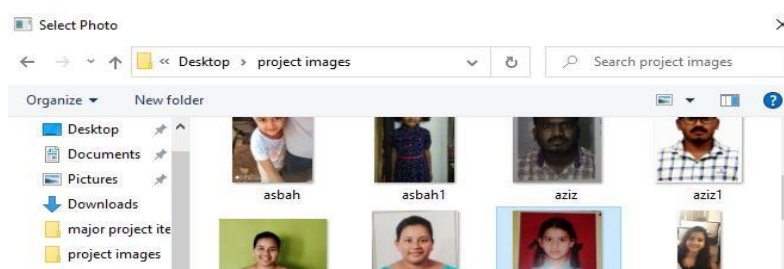 Select Photo
« Desktop › project images
Search project images
Organize
New folder
Desktop
Documents
Pictures
Downloads
major project ite
project images
asbah
asbah1
aziz
aziz1